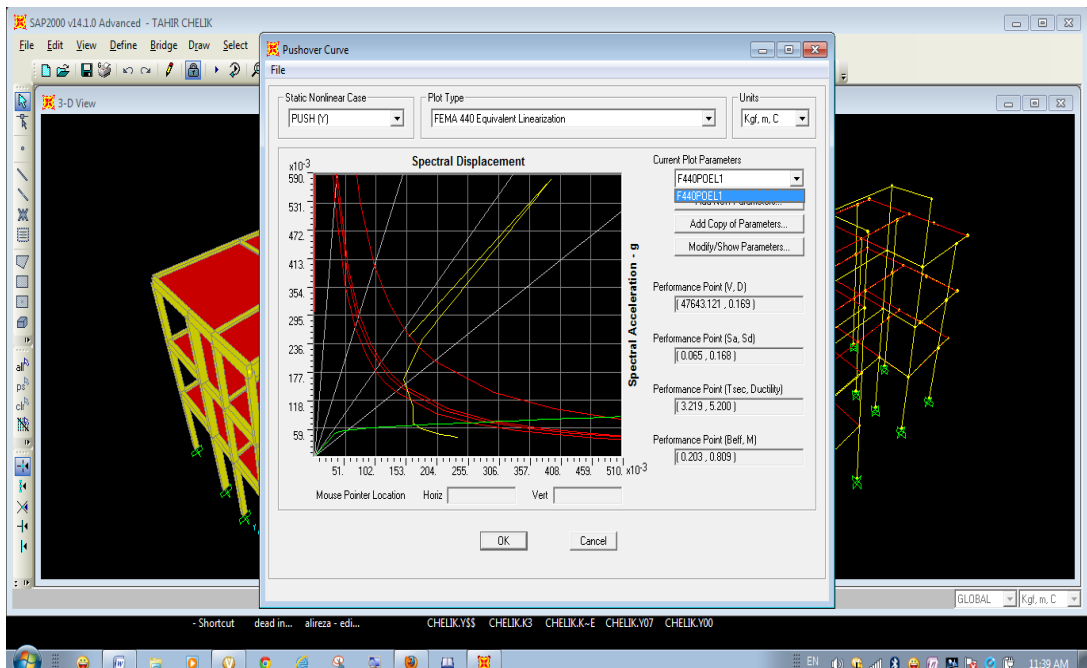 SAP2000 v14.1.0 Advanced - TAHIR CHELIK
File Edit View Define Bridge Draw Select
Pushover Curve
File
3-D View
Static Nonlinear Case
PUSH (Y)
Plot Type
FEMA 440 Equivalent Linearization
Units
Kgf, m, C
Spectral Displacement
x10-3
590.
531.
472.
413.
354.
295.
236.
177.
118.
59.
51. 102. 153. 204. 255. 306. 357. 408. 459. 510. x10-3
Spectral Acceleration - g
Mouse Pointer Location Horiz Vert
Current Plot Parameters
F440POEL1
F440POEL1
Add Copy of Parameters...
Modify/Show Parameters...
Performance Point (V, D)
( 47643.121 , 0.169 )
Performance Point (Sa, Sd)
( 0.065 , 0.168 )
Performance Point (Tsec, Ductility)
( 3.219 , 5.200 )
Performance Point (Beff, M)
( 0.203 , 0.809 )
OK Cancel
all
ps
clr
GLOBAL Kgf, m, C
- Shortcut dead in... alireza - edi... CHELIK.Y$$ CHELIK.K3 CHELIK.K~E CHELIK.Y07 CHELIK.Y00
EN 11:39 AM